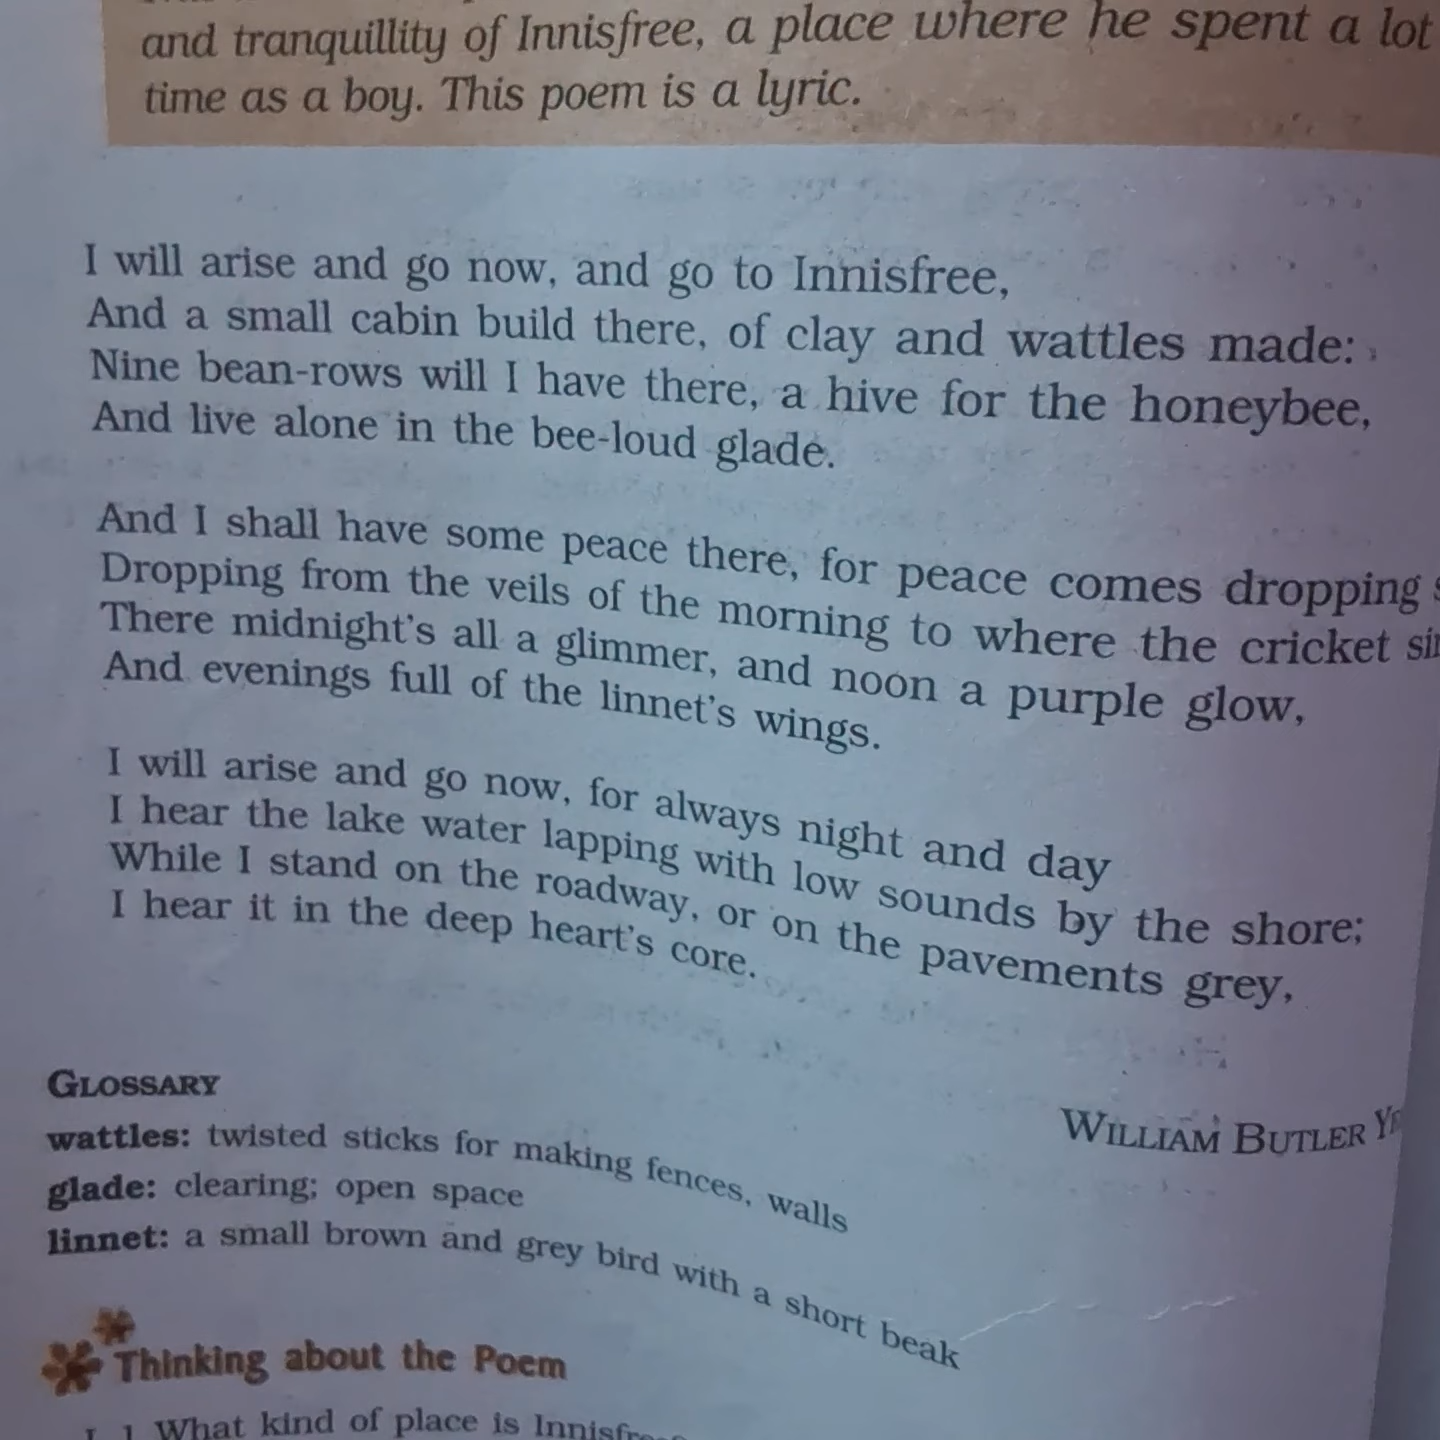 and tranquillity of Innisfree, a place where he spent a lot
time as a boy. This poem is a lyric.
I will arise and go now, and go to Innisfree,
And a small cabin build there, of clay and wattles made:
Nine bean-rows will I have there, a hive for the honeybee,
And live alone in the bee-loud glade.
And I shall have some peace there, for peace comes dropping
Dropping from the veils of the morning to where the cricket
There midnight's all a glimmer, and noon a purple glow,
And evenings full of the linnet's wings.
I will arise and go now, for always night and day
I hear the lake water lapping with low sounds by the shore;
While I stand on the roadway, or on the pavements grey,
I hear it in the deep heart's core.
WILLIAM BUTLER
GLOSSARY
wattles: twisted sticks for making fences, walls
glade: clearing; open space
linnet: a small brown and grey bird with a short beak
Thinking about the Poem
I. 1. What kind of place is